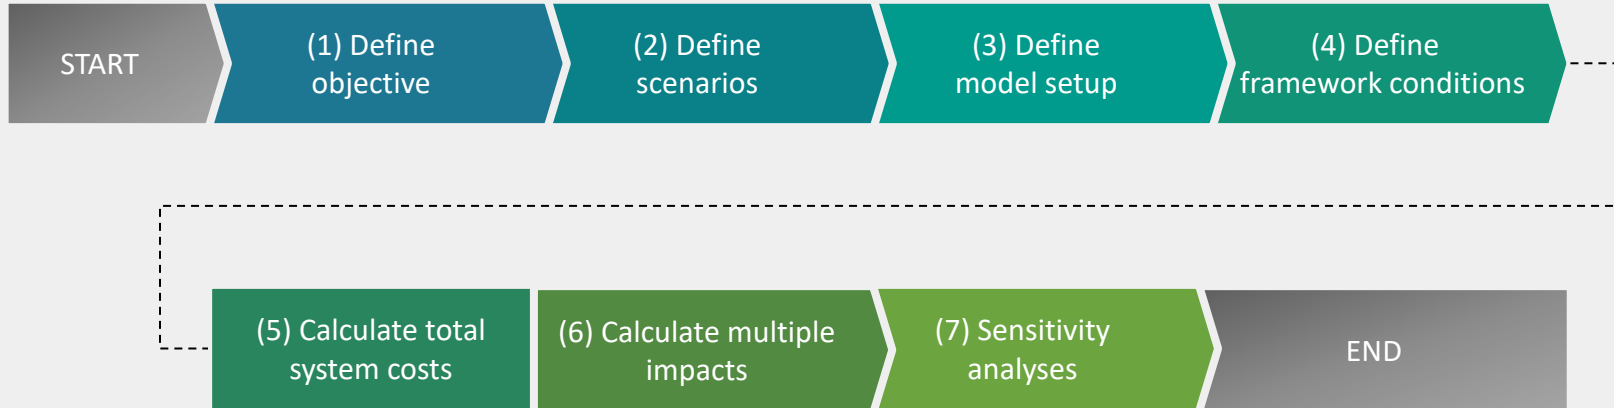 START
(1) Define
objective
(2) Define
scenarios
(3) Define
model setup
(4) Define
framework conditions
(5) Calculate total
system costs
(6) Calculate multiple
impacts
(7) Sensitivity
analyses
END